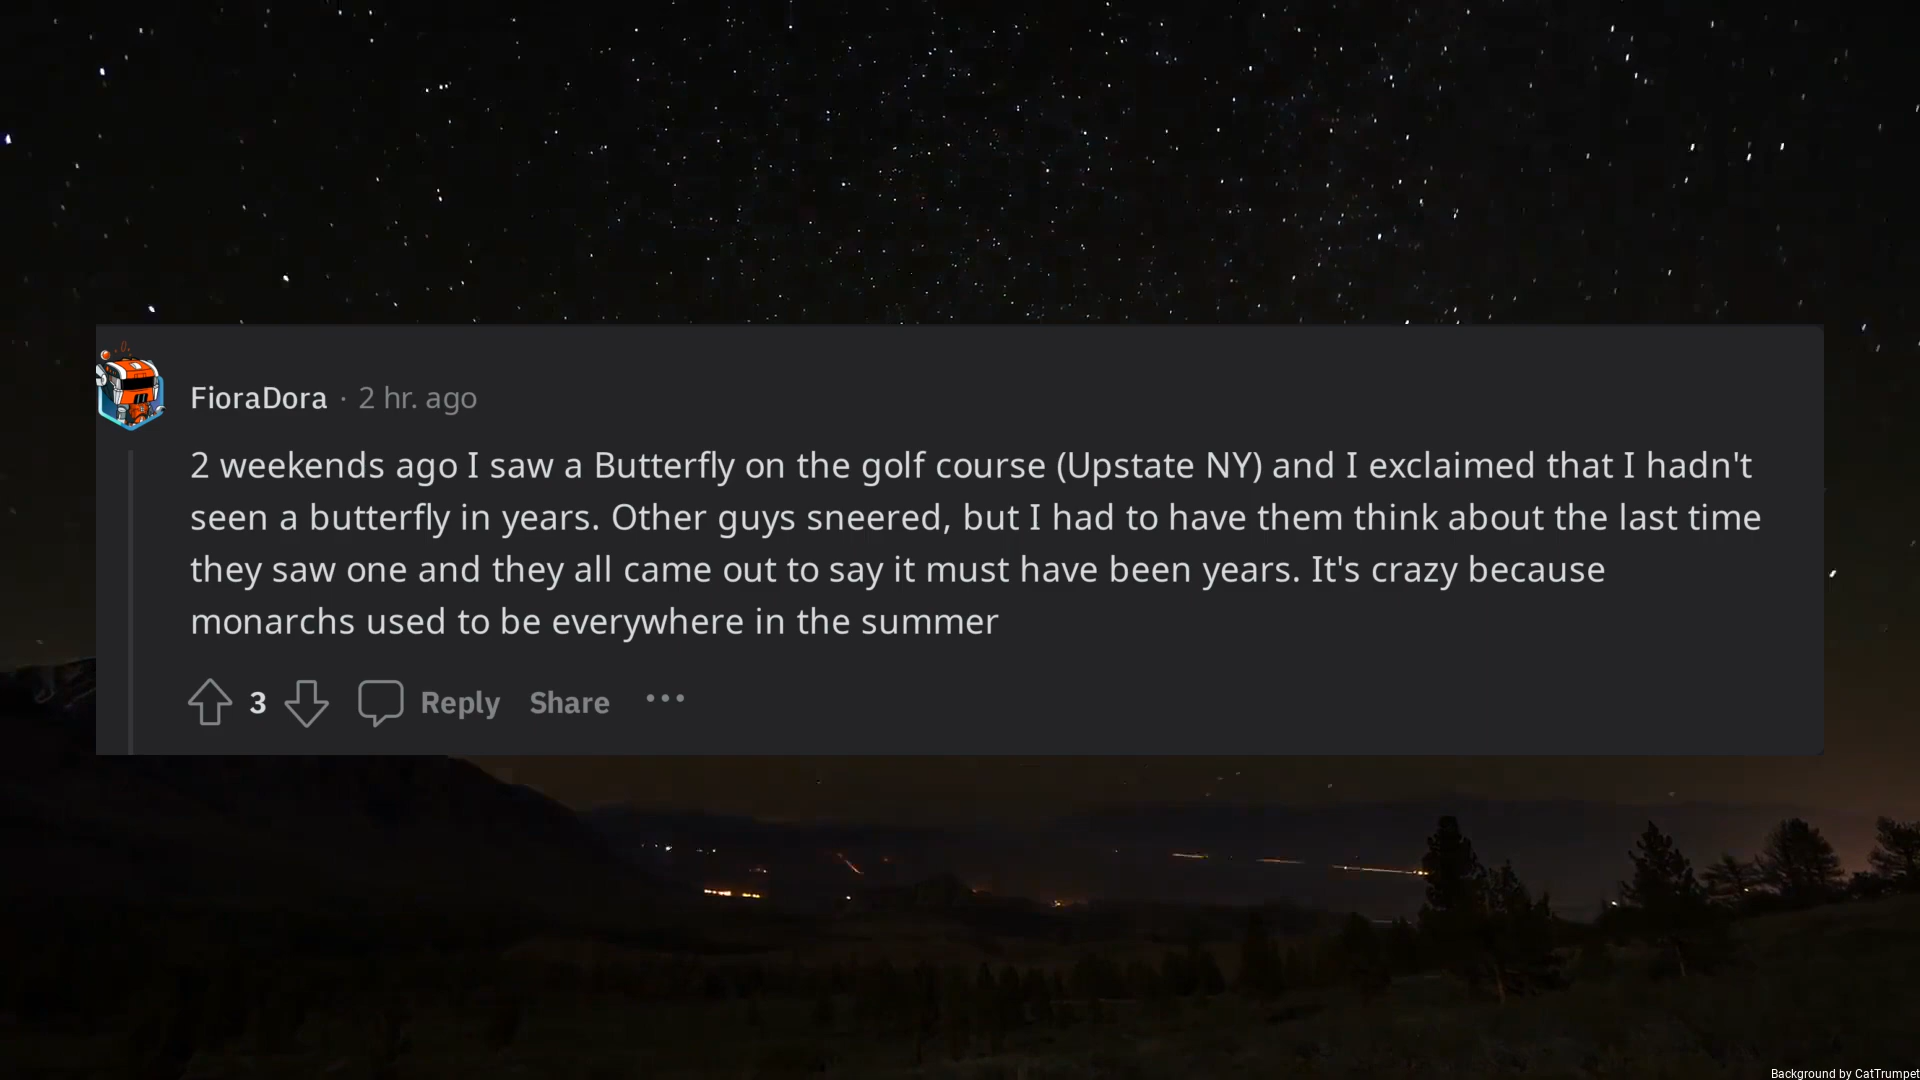 FioraDora · 2 hr. ago
2 weekends ago I saw a Butterfly on the golf course (Upstate NY) and I exclaimed that I hadn't
seen a butterfly in years. Other guys sneered, but I had to have them think about the last time
they saw one and they all came out to say it must have been years. It's crazy because
monarchs used to be everywhere in the summer
3 Reply Share ···
Background by CatTrumpet